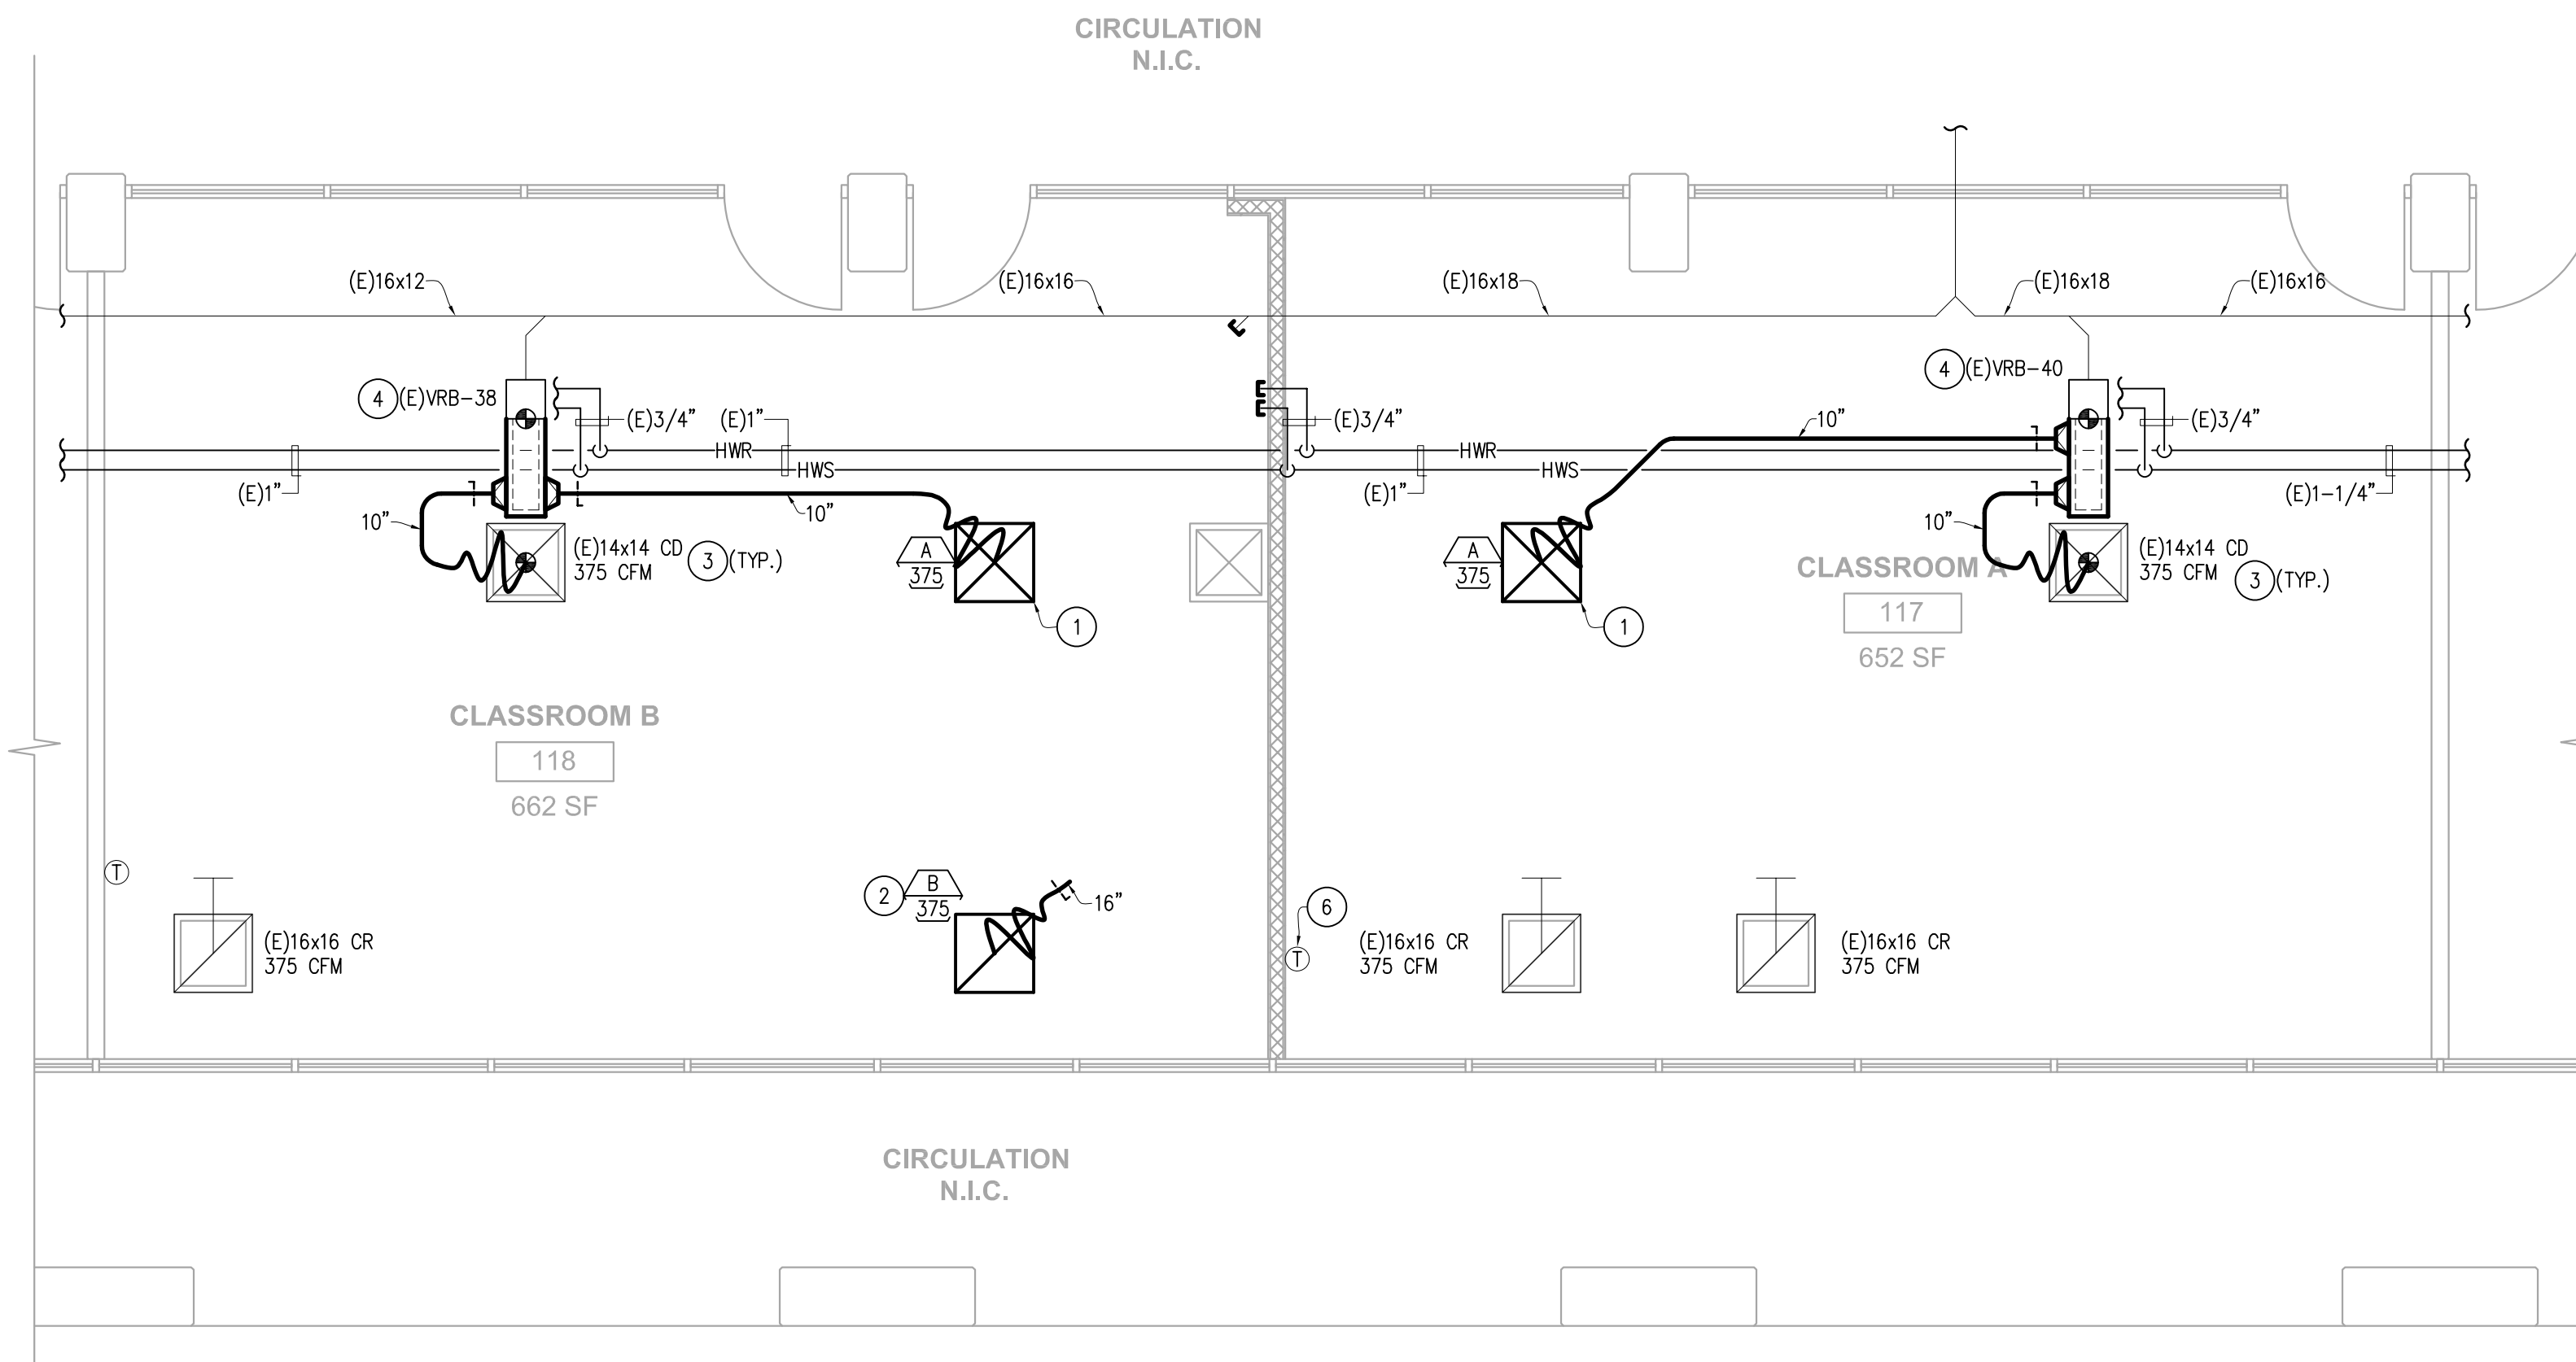 CIRCULATION
N.I.C.
(E)16x12
(E)16x16
(E)16x18
(E)16x18
(E)16x16
4
(E)VRB-38
4
(E)VRB-40
(E)3/4"
(E)1"
(E)3/4"
10"
(E)3/4"
HWR
HWR
HWS
HWS
(E)1"
(E)1"
(E)1-1/4"
10"
10"
10"
(E)14x14 CD
375 CFM
3
(TYP.)
A
375
A
375
CLASSROOM A
117
652 SF
(E)14x14 CD
375 CFM
3
(TYP.)
1
1
CLASSROOM B
118
662 SF
T
2
B
375
16"
6
T
(E)16x16 CR
375 CFM
(E)16x16 CR
375 CFM
(E)16x16 CR
375 CFM
CIRCULATION
N.I.C.